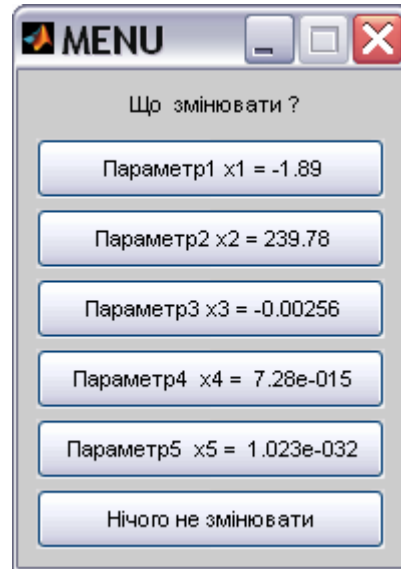 MENU
Що змінювати ?
Параметр1 x1 = -1.89
Параметр2 x2 = 239.78
Параметр3 x3 = -0.00256
Параметр4 x4 = 7.28e-015
Параметр5 x5 = 1.023e-032
Нічого не змінювати